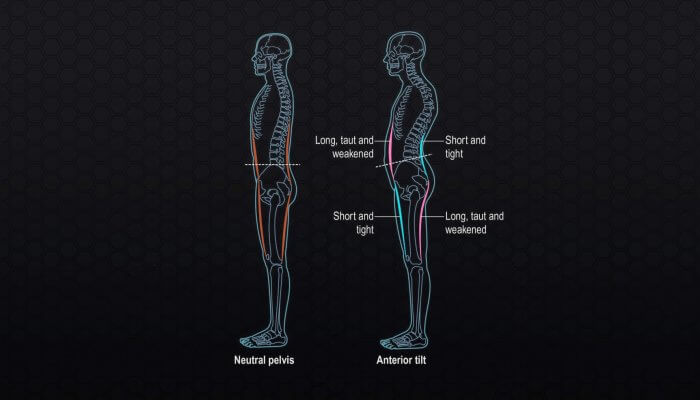 Long, taut and
weakened
Short and
tight
Short and
tight
Long, taut and
weakened
Neutral pelvis
Anterior tilt